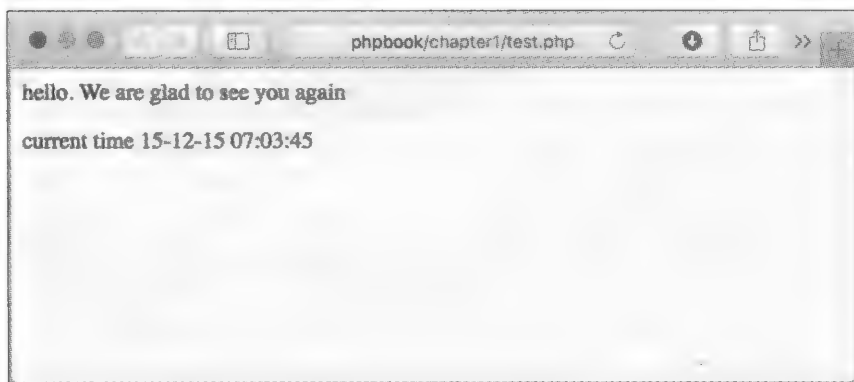 phpbook/chapter1/test.php
hello. We are glad to see you again
current time 15-12-15 07:03:45